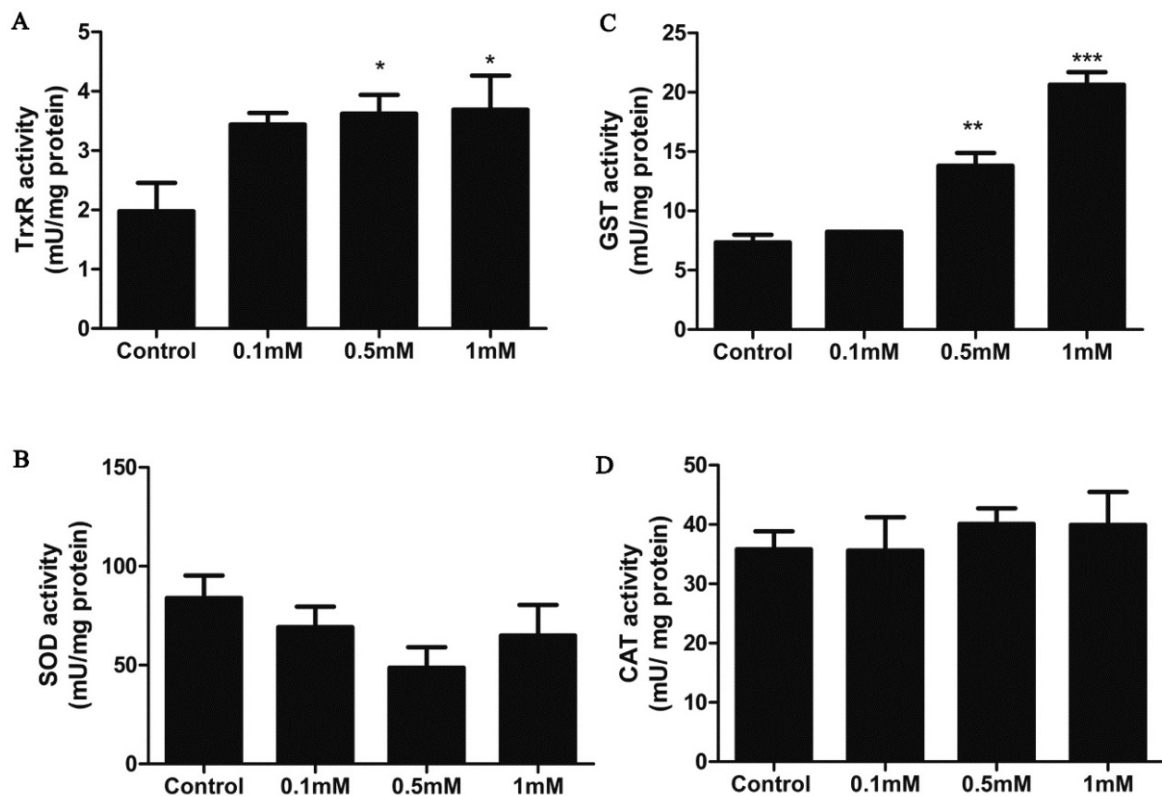 A
TrxR activity
(mU/mg protein)
5
4
3
2
1
0
*
*
Control 0.1mM 0.5mM 1mM
C
GST activity
(mU/mg protein)
25
20
15
10
5
0
**
***
Control 0.1mM 0.5mM 1mM
B
SOD activity
(mU/mg protein)
150
100
50
0
Control 0.1mM 0.5mM 1mM
D
CAT activity
(mU/ mg protein)
50
40
30
20
10
0
Control 0.1mM 0.5mM 1mM